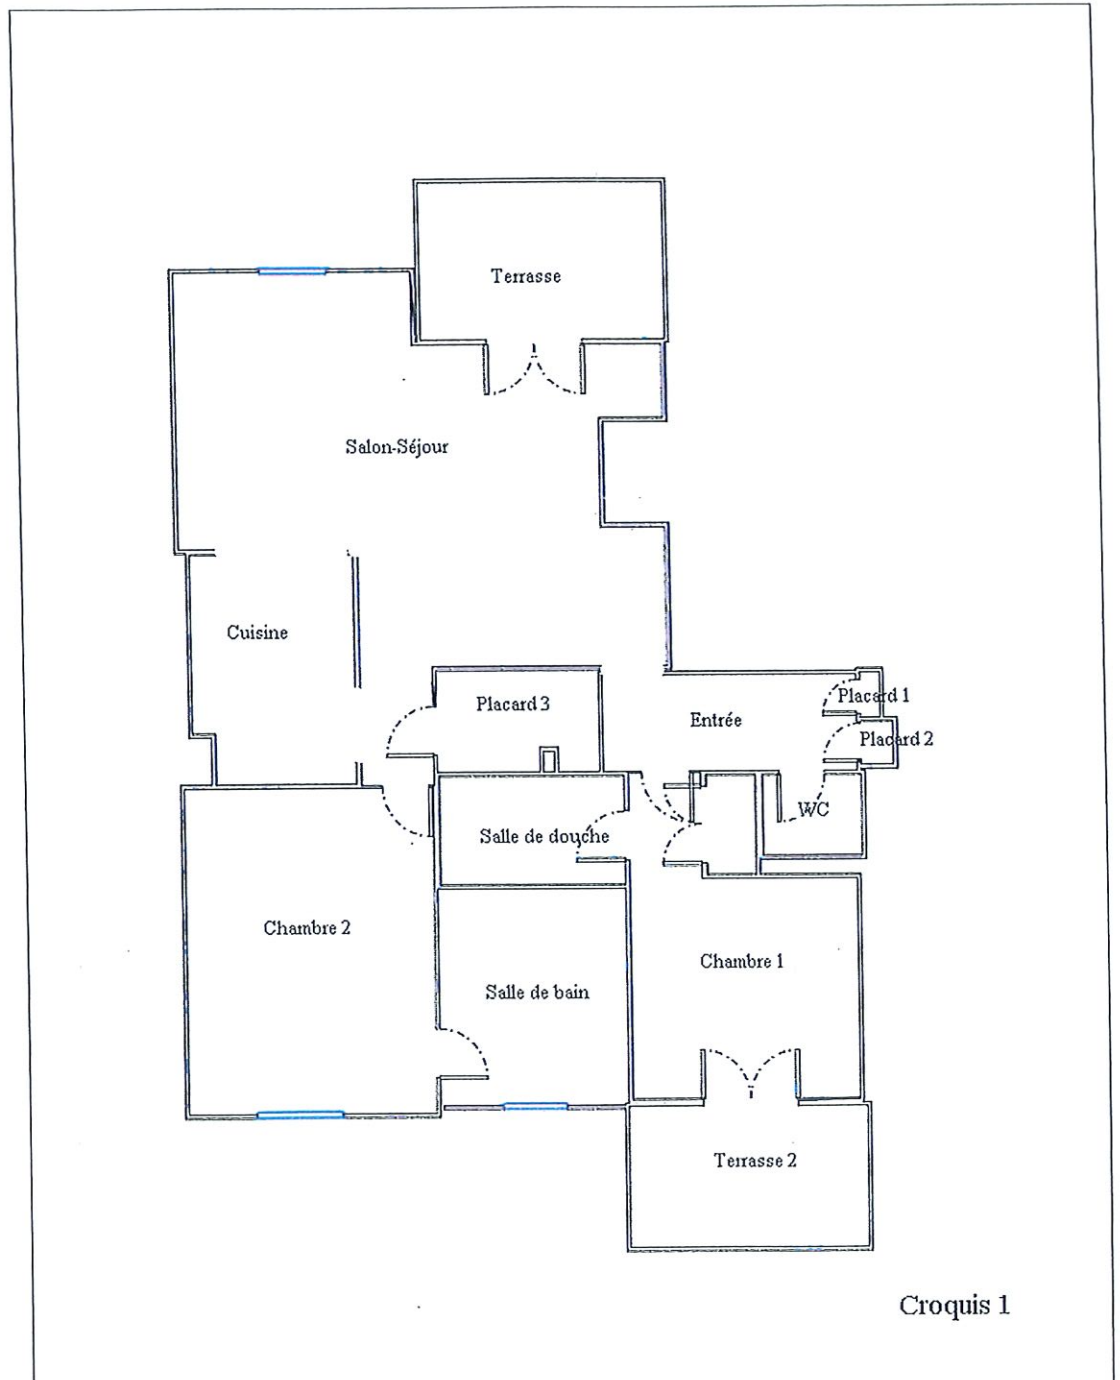 Terrasse
Salon-Séjour
Cuisine
Placard 3
Entrée
Placard 1
Placard 2
WC
Salle de douche
Chambre 2
Chambre 1
Salle de bain
Terrasse 2
Croquis 1